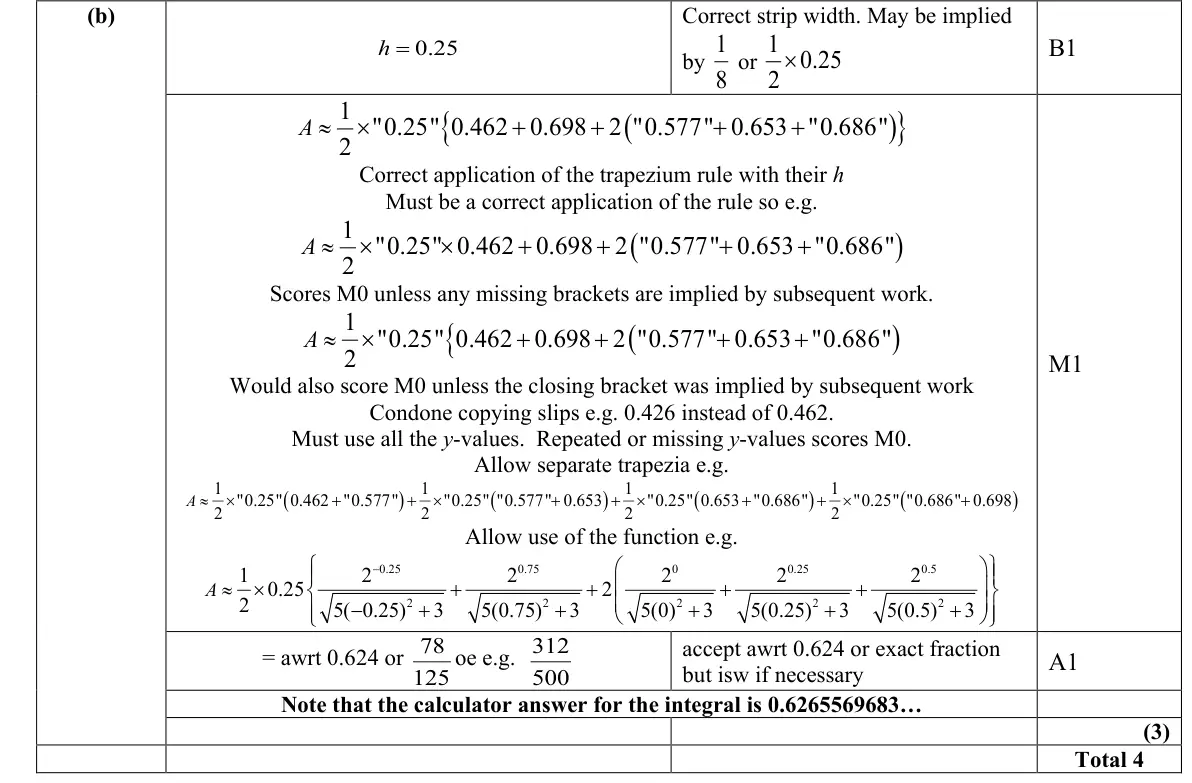 (b)
h = 0.25
Correct strip width. May be implied
by 1/8 or 1/2 × 0.25
B1
A ≈ 1/2 × "0.25"{0.462 + 0.698 + 2("0.577" + 0.653 + "0.686")}
Correct application of the trapezium rule with their h
Must be a correct application of the rule so e.g.
A ≈ 1/2 × "0.25" × 0.462 + 0.698 + 2("0.577" + 0.653 + "0.686")
Scores M0 unless any missing brackets are implied by subsequent work.
A ≈ 1/2 × "0.25"{0.462 + 0.698 + 2("0.577" + 0.653 + "0.686")
Would also score M0 unless the closing bracket was implied by subsequent work
Condone copying slips e.g. 0.426 instead of 0.462.
Must use all the y-values. Repeated or missing y-values scores M0.
Allow separate trapezia e.g.
A ≈ 1/2 × "0.25"(0.462 + "0.577") + 1/2 × "0.25"("0.577" + 0.653) + 1/2 × "0.25"(0.653 + "0.686") + 1/2 × "0.25"("0.686" + 0.698)
Allow use of the function e.g.
A ≈ 1/2 × 0.25{2^−0.25/√(5(−0.25)² + 3) + 2^0.75/√(5(0.75)² + 3) + 2(2^0/√(5(0)² + 3) + 2^0.25/√(5(0.25)² + 3) + 2^0.5/√(5(0.5)² + 3))}
M1
= awrt 0.624 or 78/125 oe e.g. 312/500
accept awrt 0.624 or exact fraction
but isw if necessary
A1
Note that the calculator answer for the integral is 0.6265569683…
(3)
Total 4